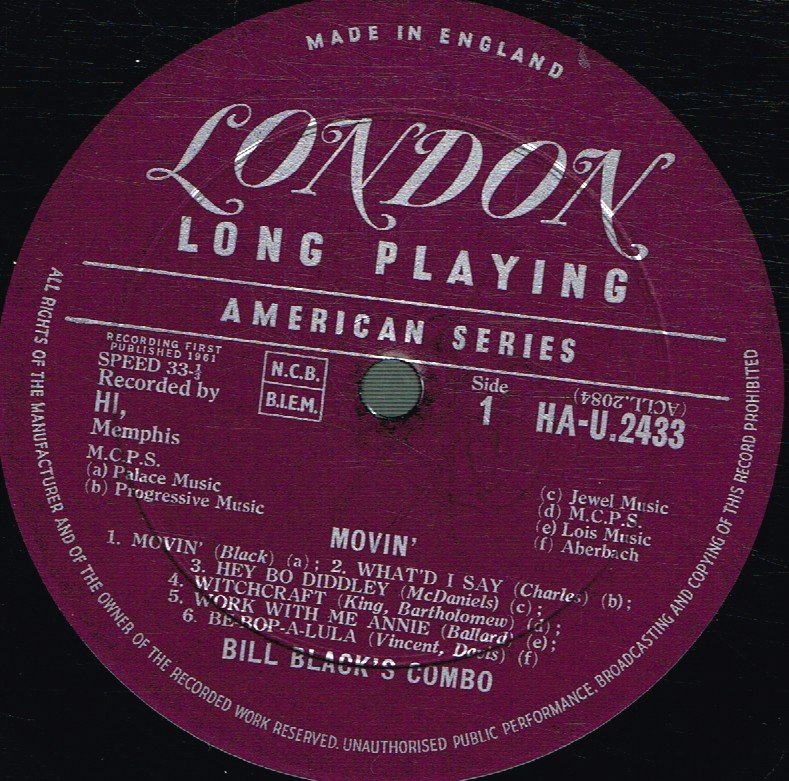 MADE IN ENGLAND
LONDON
LONG PLAYING
AMERICAN SERIES
RECORDING FIRST
PUBLISHED 1961
SPEED 33-⅓
Recorded by
HI,
Memphis
N.C.B.
B.I.E.M.
Side
1
(ACLL.2084)
HA-U.2433
M.C.P.S.
(a) Palace Music
(b) Progressive Music
(c) Jewel Music
(d) M.C.P.S.
(e) Lois Music
(f) Aberbach
MOVIN'
1. MOVIN' (Black) (a); 2. WHAT'D I SAY (Charles) (b);
3. HEY BO DIDDLEY (McDaniels) (c);
4. WITCHCRAFT (King, Bartholomew) (d);
5. WORK WITH ME ANNIE (Ballard) (e);
6. BE-BOP-A-LULA (Vincent, Davis) (f)
BILL BLACK'S COMBO
ALL RIGHTS OF THE MANUFACTURER AND OF THE OWNER OF THE RECORDED WORK RESERVED. UNAUTHORISED PUBLIC PERFORMANCE, BROADCASTING AND COPYING OF THIS RECORD PROHIBITED